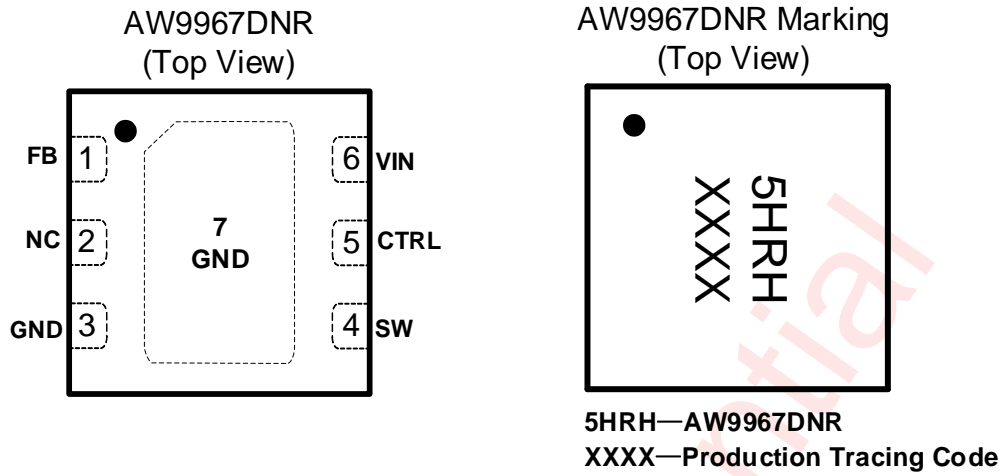 AW9967DNR
(Top View)
FB 1
NC 2
GND 3
7
GND
6 VIN
5 CTRL
4 SW
AW9967DNR Marking
(Top View)
5HRH
XXXX
5HRH—AW9967DNR
XXXX—Production Tracing Code